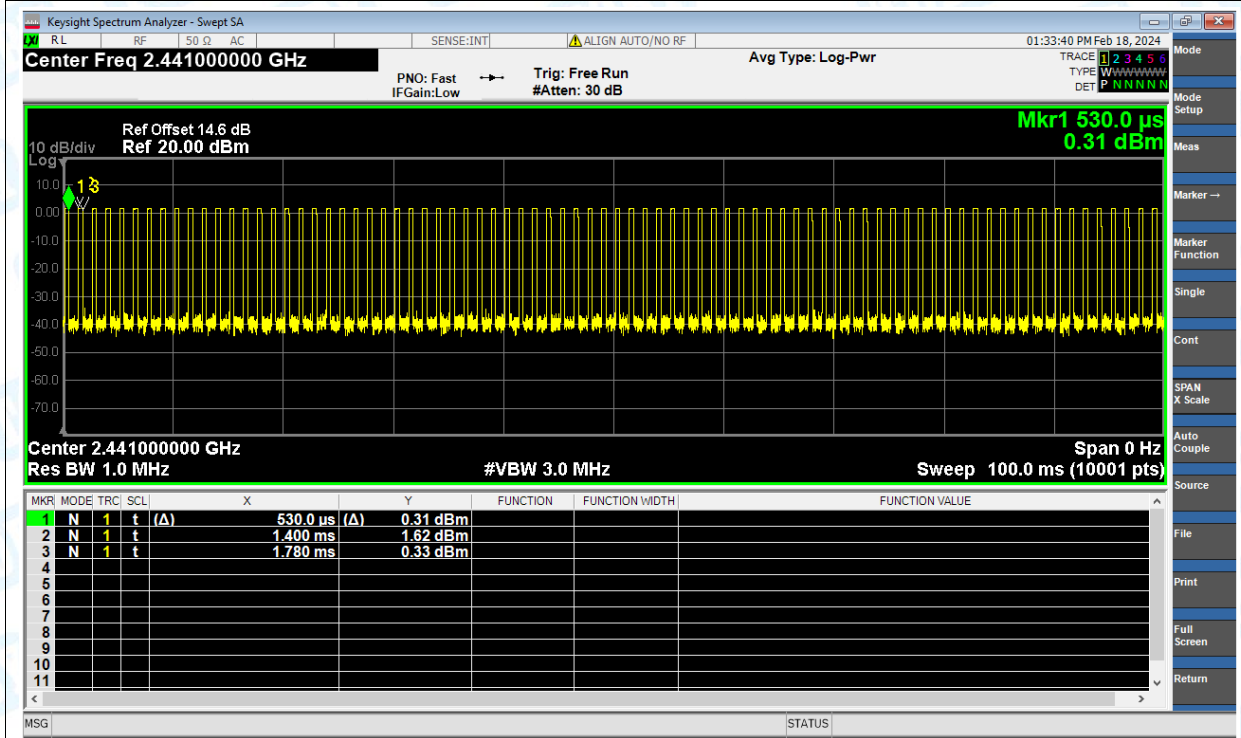 Keysight Spectrum Analyzer - Swept SA
LXI RL RF 50 Ω AC SENSE:INT ALIGN AUTO/NO RF 01:33:40 PM Feb 18, 2024
Center Freq 2.441000000 GHz Avg Type: Log-Pwr TRACE 1 2 3 4 5 6
PNO: Fast Trig: Free Run TYPE WWWWWW
IFGain:Low #Atten: 30 dB DET P N N N N N
Ref Offset 14.6 dB Mkr1 530.0 µs
10 dB/div Ref 20.00 dBm 0.31 dBm
Log
10.0
1 2 3
0.00
-10.0
-20.0
-30.0
-40.0
-50.0
-60.0
-70.0
Center 2.441000000 GHz Span 0 Hz
Res BW 1.0 MHz #VBW 3.0 MHz Sweep 100.0 ms (10001 pts)
MKR MODE TRC SCL X Y FUNCTION FUNCTION WIDTH FUNCTION VALUE
1 N 1 t (Δ) 530.0 µs (Δ) 0.31 dBm
2 N 1 t 1.400 ms 1.62 dBm
3 N 1 t 1.780 ms 0.33 dBm
4
5
6
7
8
9
10
11
MSG STATUS
Mode
Mode
Setup
Meas
Marker →
Marker
Function
Single
Cont
SPAN
X Scale
Auto
Couple
Source
File
Print
Full
Screen
Return